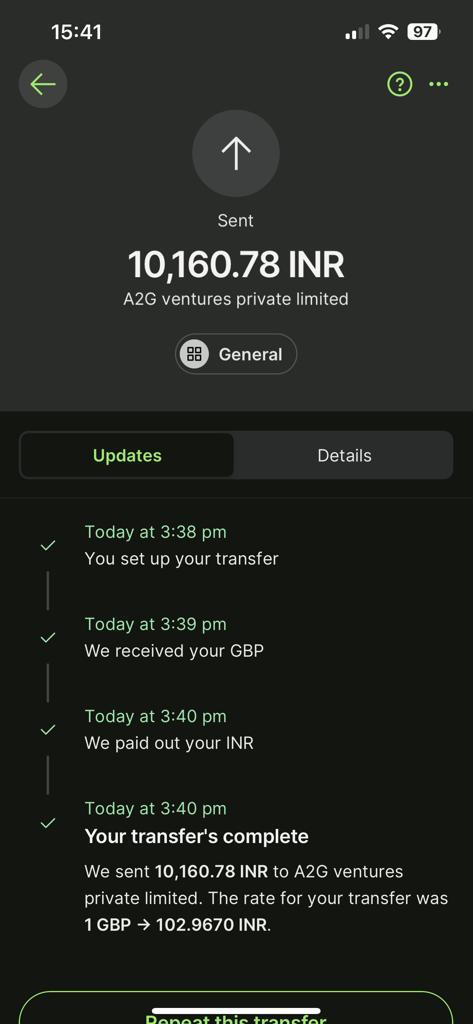 15:41
97
Sent
10,160.78 INR
A2G ventures private limited
General
Updates
Details
Today at 3:38 pm
You set up your transfer
Today at 3:39 pm
We received your GBP
Today at 3:40 pm
We paid out your INR
Today at 3:40 pm
Your transfer's complete
We sent 10,160.78 INR to A2G ventures
private limited. The rate for your transfer was
1 GBP → 102.9670 INR.
Repeat this transfer